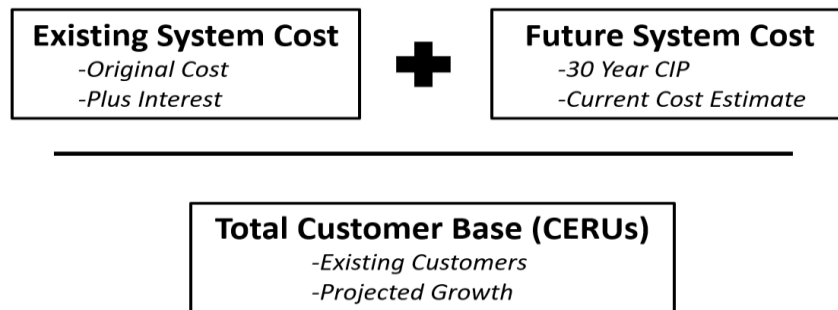 Existing System Cost
-Original Cost
-Plus Interest
Future System Cost
-30 Year CIP
-Current Cost Estimate
Total Customer Base (CERUs)
-Existing Customers
-Projected Growth